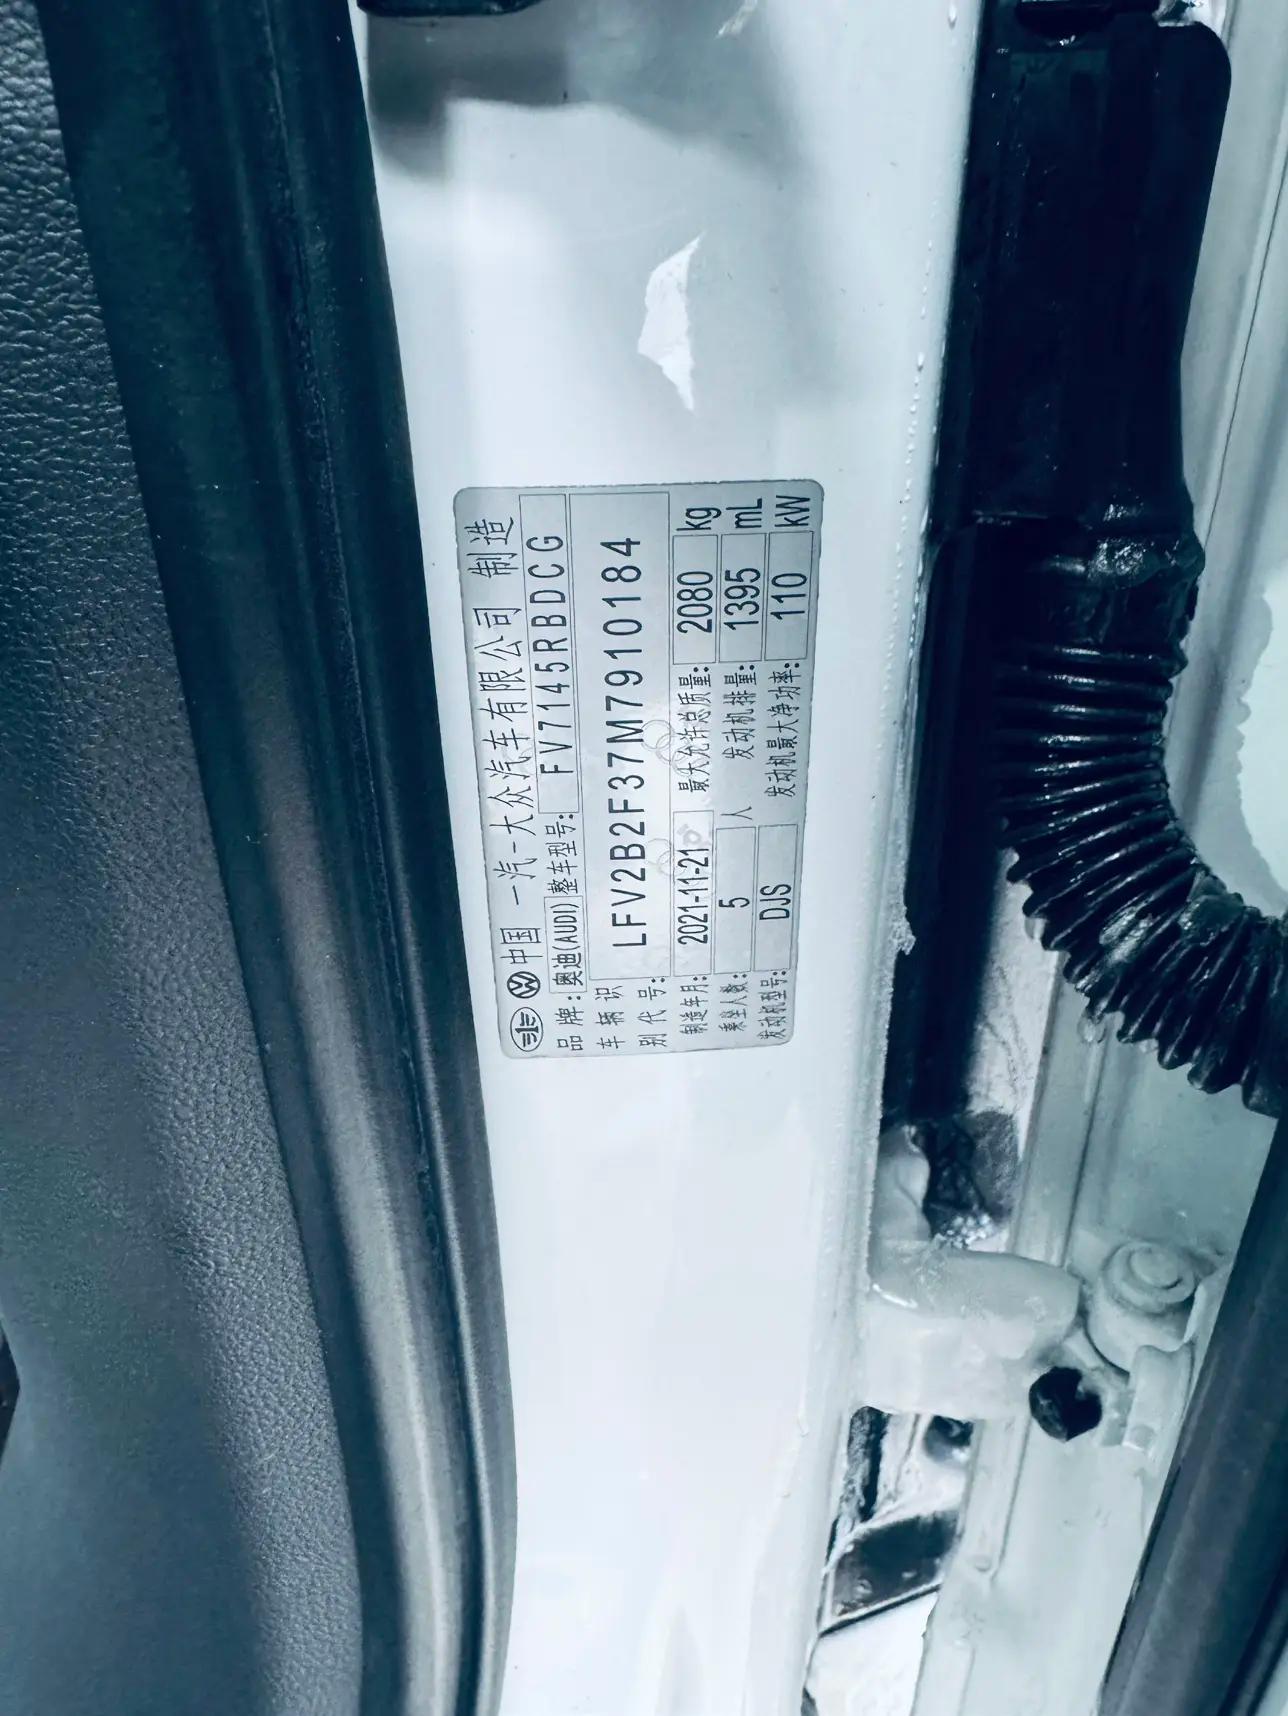 中国 一汽-大众汽车有限公司 制造
品牌: 奥迪(AUDI) 整车型号: FV7145RBDCG
车辆识别代号: LFV2B2F37M7910184
制造年月: 2021-11-21 最大允许总质量: 2080 kg
乘坐人数: 5 人 发动机排量: 1395 mL
发动机型号: DJS 发动机最大净功率: 110 kW